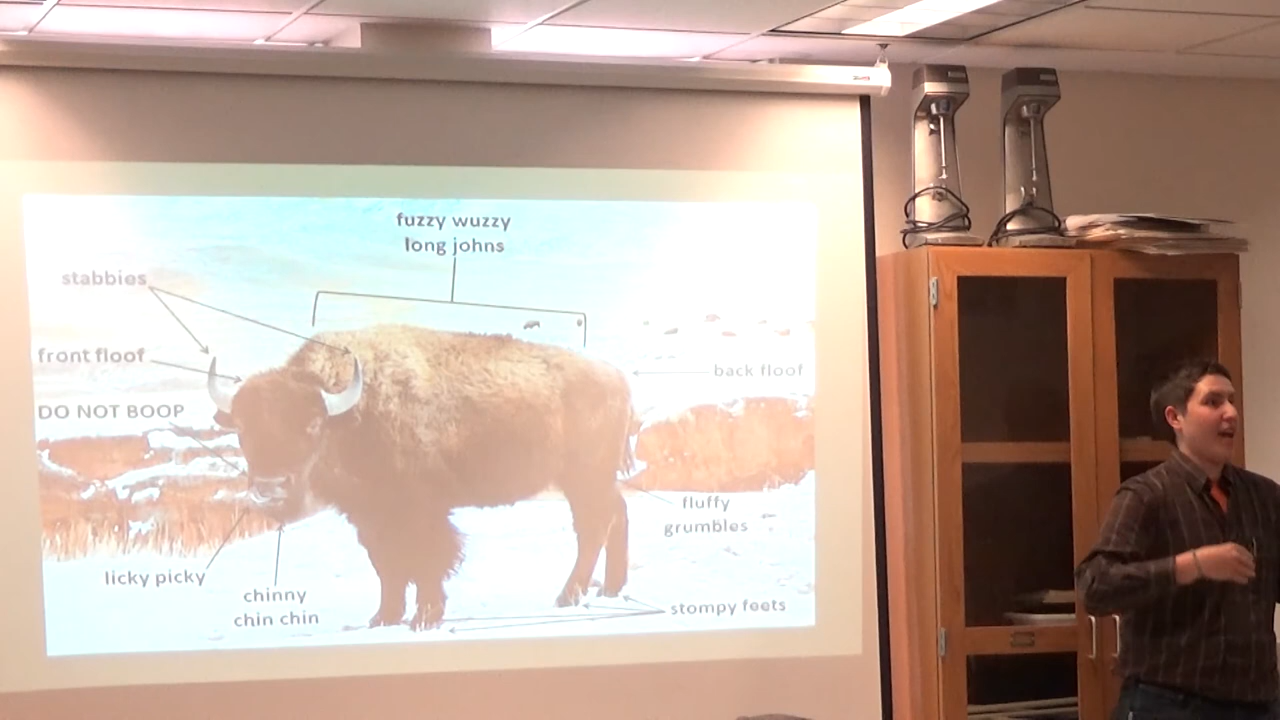 fuzzy wuzzy
long johns
stabbies
front floof
back floof
DO NOT BOOP
fluffy
grumbles
licky picky
chinny
chin chin
stompy feets